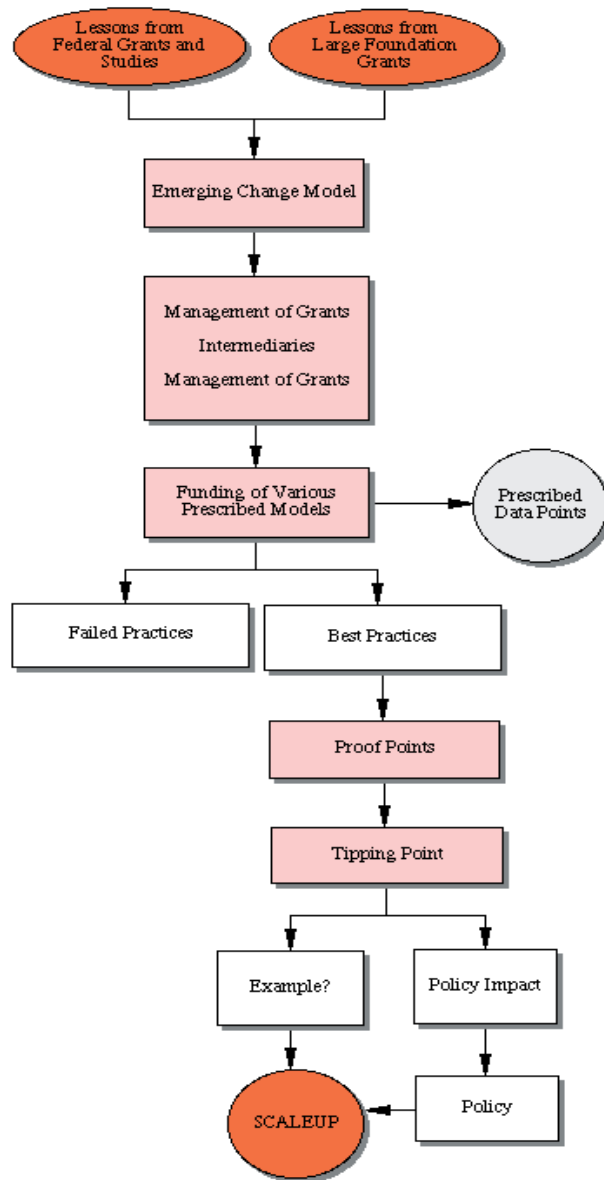 Lessons from
Federal Grants and
Studies
Lessons from
Large Foundation
Grants
Emerging Change Model
Management of Grants
Intermediaries
Management of Grants
Funding of Various
Prescribed Models
Prescribed
Data Points
Failed Practices
Best Practices
Proof Points
Tipping Point
Example?
Policy Impact
SCALEUP
Policy